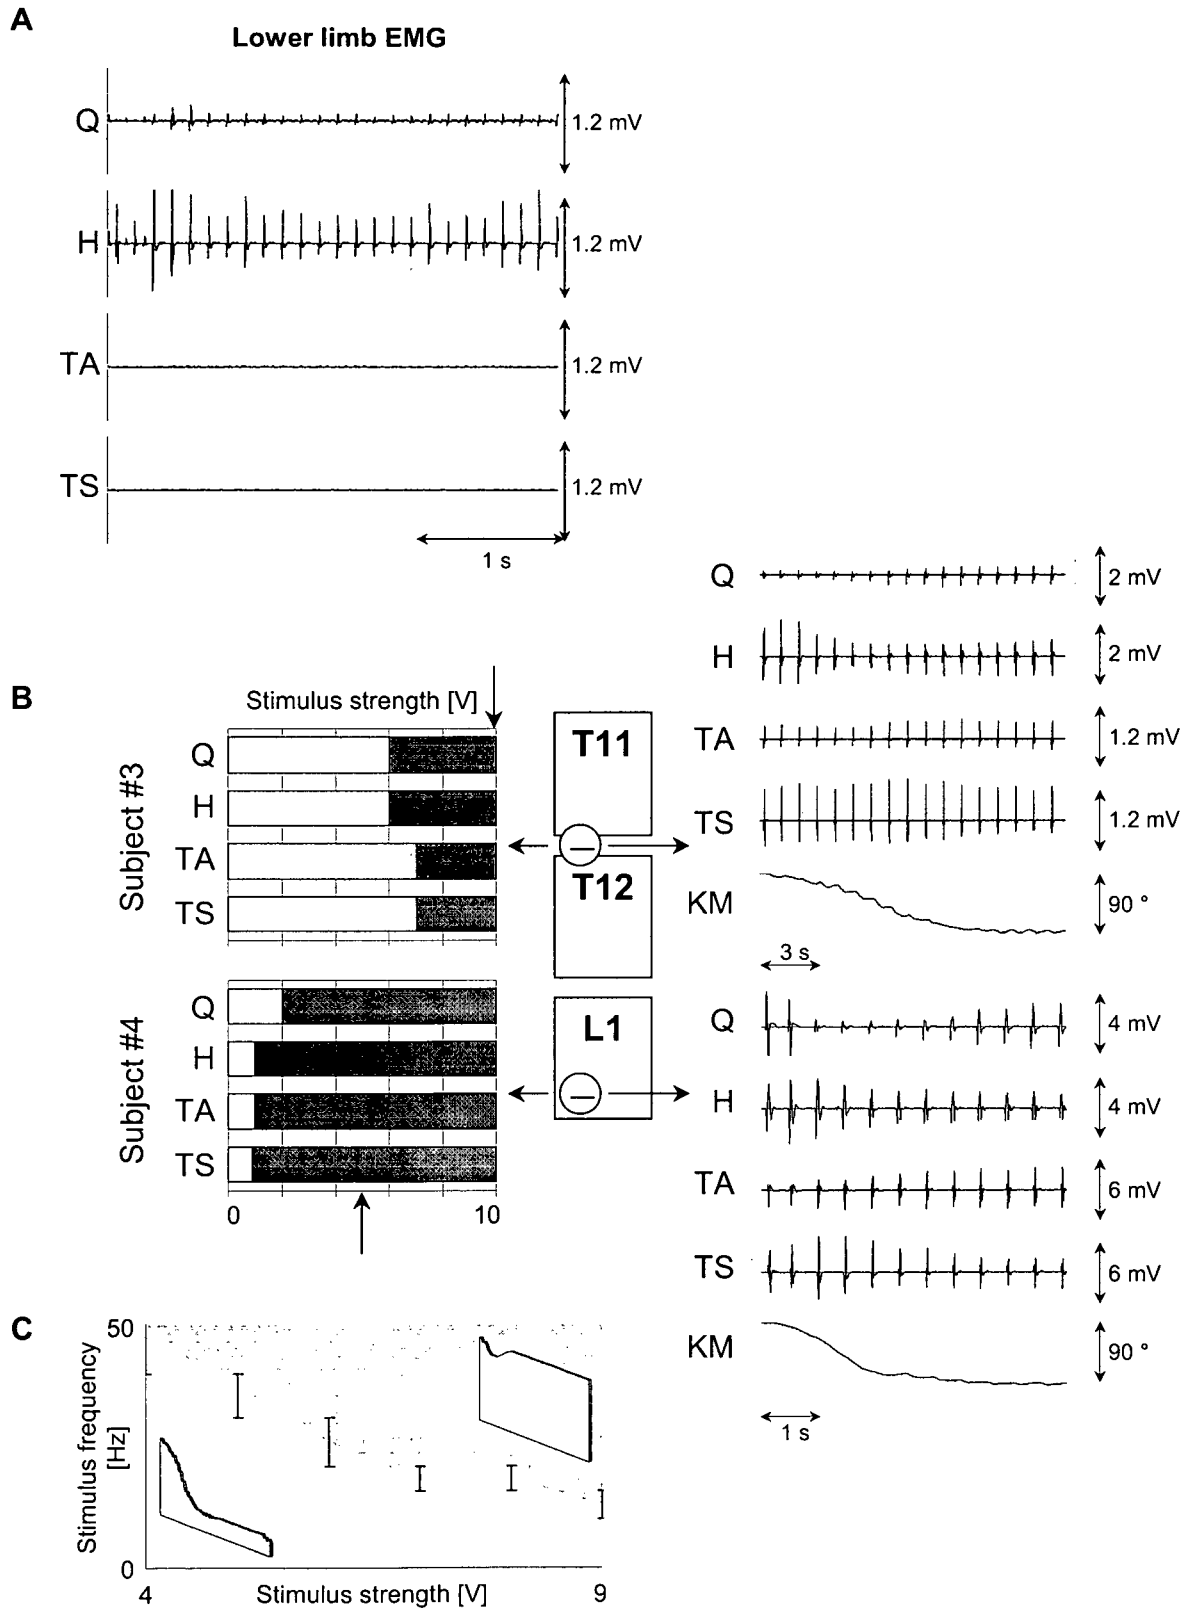 A
Lower limb EMG
Q
1.2 mV
H
1.2 mV
TA
1.2 mV
TS
1.2 mV
1 s
B
Stimulus strength [V]
Subject #3
Q
H
TA
TS
Subject #4
Q
H
TA
TS
0
10
T11
T12
L1
Q
2 mV
H
2 mV
TA
1.2 mV
TS
1.2 mV
KM
90 °
3 s
Q
4 mV
H
4 mV
TA
6 mV
TS
6 mV
KM
90 °
1 s
C
50
Stimulus frequency
[Hz]
0
4
Stimulus strength [V]
9